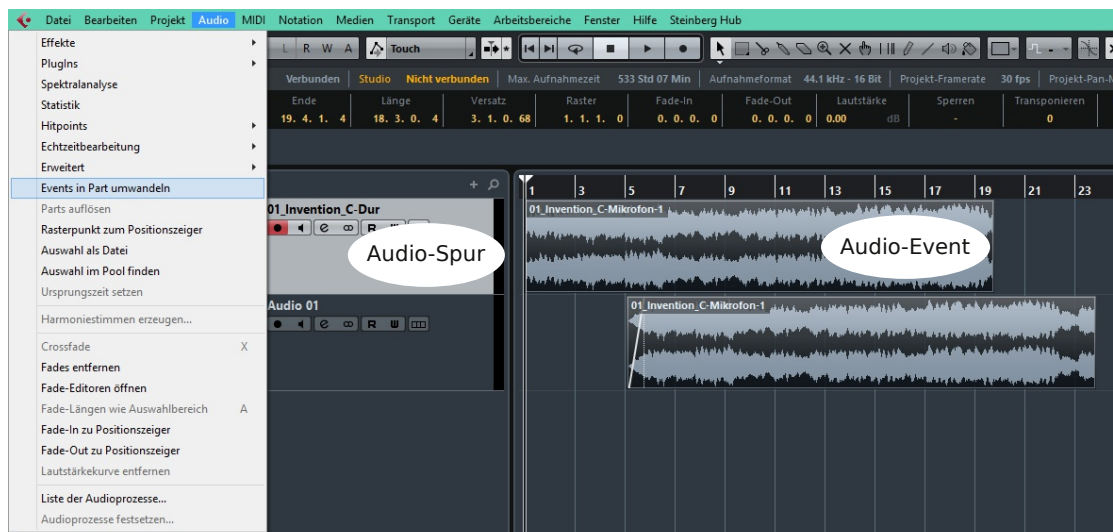 Datei Bearbeiten Projekt Audio MIDI Notation Medien Transport Geräte Arbeitsbereiche Fenster Hilfe Steinberg Hub
L R W A Touch
Verbunden Studio Nicht verbunden Max. Aufnahmezeit 533 Std 07 Min Aufnahmeformat 44.1 kHz - 16 Bit Projekt-Framerate 30 fps Projekt-Pan-
Ende Länge Versatz Raster Fade-In Fade-Out Lautstärke Sperren Transponieren
19. 4. 1. 4 18. 3. 0. 4 3. 1. 0. 68 1. 1. 1. 0 0. 0. 0. 0 0. 0. 0. 0 0.00 dB - 0
Effekte
PlugIns
Spektralanalyse
Statistik
Hitpoints
Echtzeitbearbeitung
Erweitert
Events in Part umwandeln
Parts auflösen
Rasterpunkt zum Positionszeiger
Auswahl als Datei
Auswahl im Pool finden
Ursprungszeit setzen
Harmoniestimmen erzeugen...
Crossfade X
Fades entfernen
Fade-Editoren öffnen
Fade-Längen wie Auswahlbereich A
Fade-In zu Positionszeiger
Fade-Out zu Positionszeiger
Lautstärkekurve entfernen
Liste der Audioprozesse...
Audioprozesse festsetzen...
1 3 5 7 9 11 13 15 17 19 21 23
01_Invention_C-Dur
R
Audio-Spur
01_Invention_C-Mikrofon-1
Audio-Event
Audio 01
R
01_Invention_C-Mikrofon-1